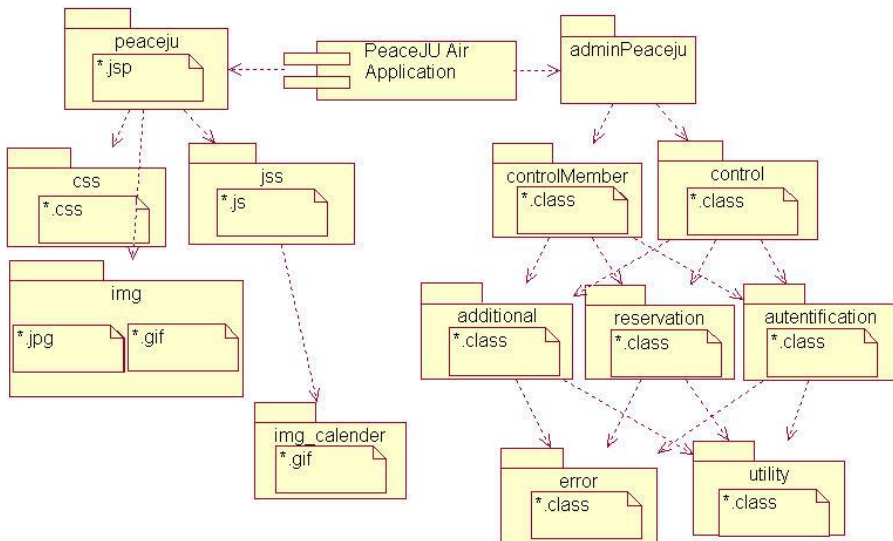 peaceju
*.jsp
PeaceJU Air
Application
adminPeaceju
css
*.css
jss
*.js
controlMember
*.class
control
*.class
img
*.jpg
*.gif
additional
*.class
reservation
*.class
autentification
*.class
img_calender
*.gif
error
*.class
utility
*.class